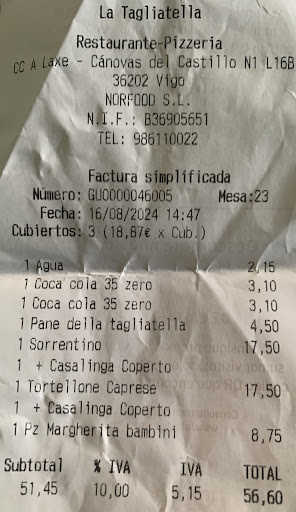 La Tagliatella
Restaurante-Pizzeria
CC A Laxe - Cánovas del Castillo N1 L16B
36202 Vigo
NORFOOD S.L.
N.I.F.: B36905651
TEL: 986110022
Factura simplificada
Número: GU0000046005 Mesa:23
Fecha: 16/08/2024 14:47
Cubiertos: 3 (18,87€ x Cub.)
1 Agua 2,15
1 Coca cola 35 zero 3,10
1 Coca cola 35 zero 3,10
1 Pane della tagliatella 4,50
1 Sorrentino 17,50
1 + Casalinga Coperto
1 Tortellone Caprese 17,50
1 + Casalinga Coperto
1 Pz Margherita bambini 8,75
Subtotal % IVA IVA TOTAL
51,45 10,00 5,15 56,60